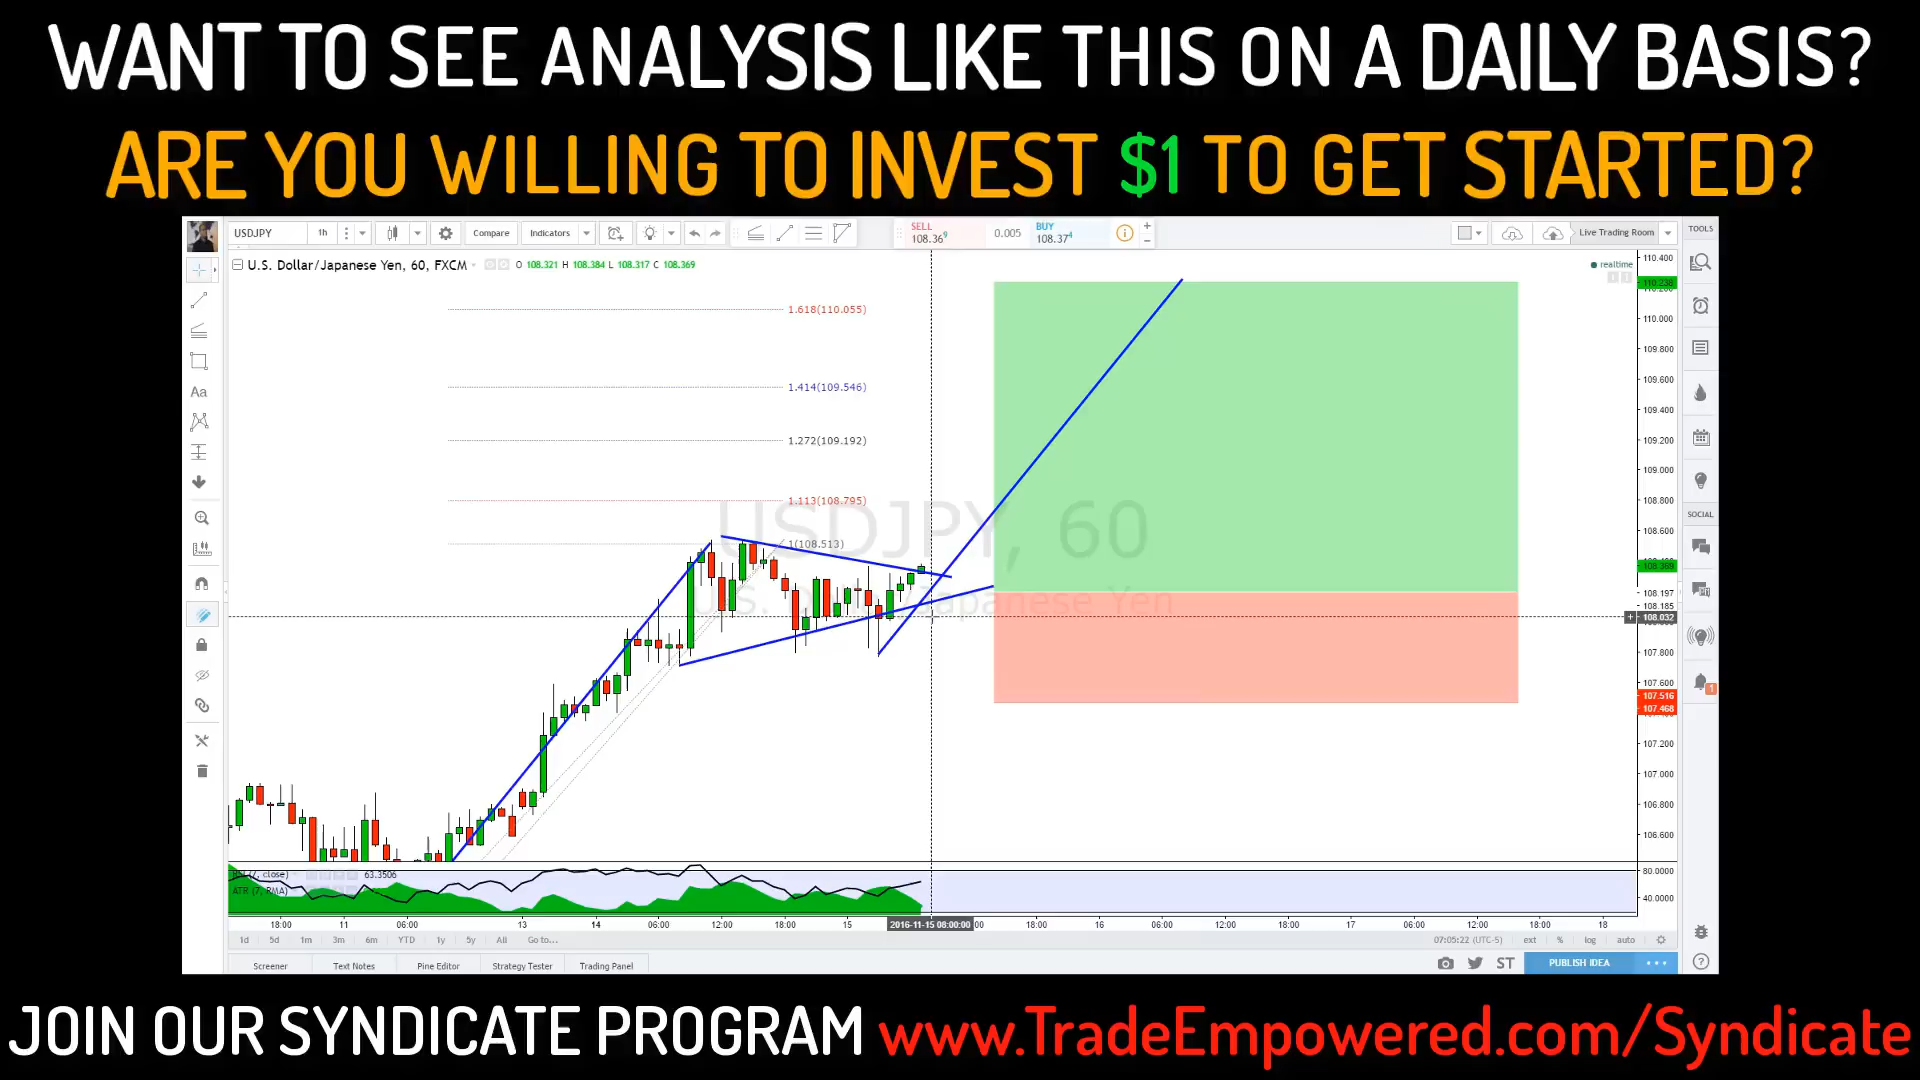 WANT TO SEE ANALYSIS LIKE THIS ON A DAILY BASIS?
ARE YOU WILLING TO INVEST $1 TO GET STARTED?
USDJPY 1h Compare Indicators SELL 108.369 0.005 BUY 108.374 Live Trading Room TOOLS
U.S. Dollar/Japanese Yen, 60, FXCM O 108.321 H 108.384 L 108.317 C 108.369 realtime
110.400
110.238
1.618(110.055)
110.000
109.800
1.414(109.546)
109.600
109.400
1.272(109.192)
109.200
109.000
1.113(108.795)
108.800
SOCIAL
USDJPY, 60
108.600
1(108.513)
108.369
U.S. Dollar/Japanese Yen
108.197
108.185
108.032
107.800
107.600
107.516
107.468
107.200
107.000
106.800
106.600
RSI (7, close) 63.3506
80.0000
ATR (7, RMA)
40.0000
18:00 11 06:00 13 14 06:00 12:00 18:00 15 2016-11-15 08:00:00 18:00 16 06:00 12:00 18:00 17 06:00 12:00 18:00 18
1d 5d 1m 3m 6m YTD 1y 5y All Go to... 07:05:22 (UTC-5) ext % log auto
Screener Text Notes Pine Editor Strategy Tester Trading Panel ST PUBLISH IDEA
JOIN OUR SYNDICATE PROGRAM www.TradeEmpowered.com/Syndicate